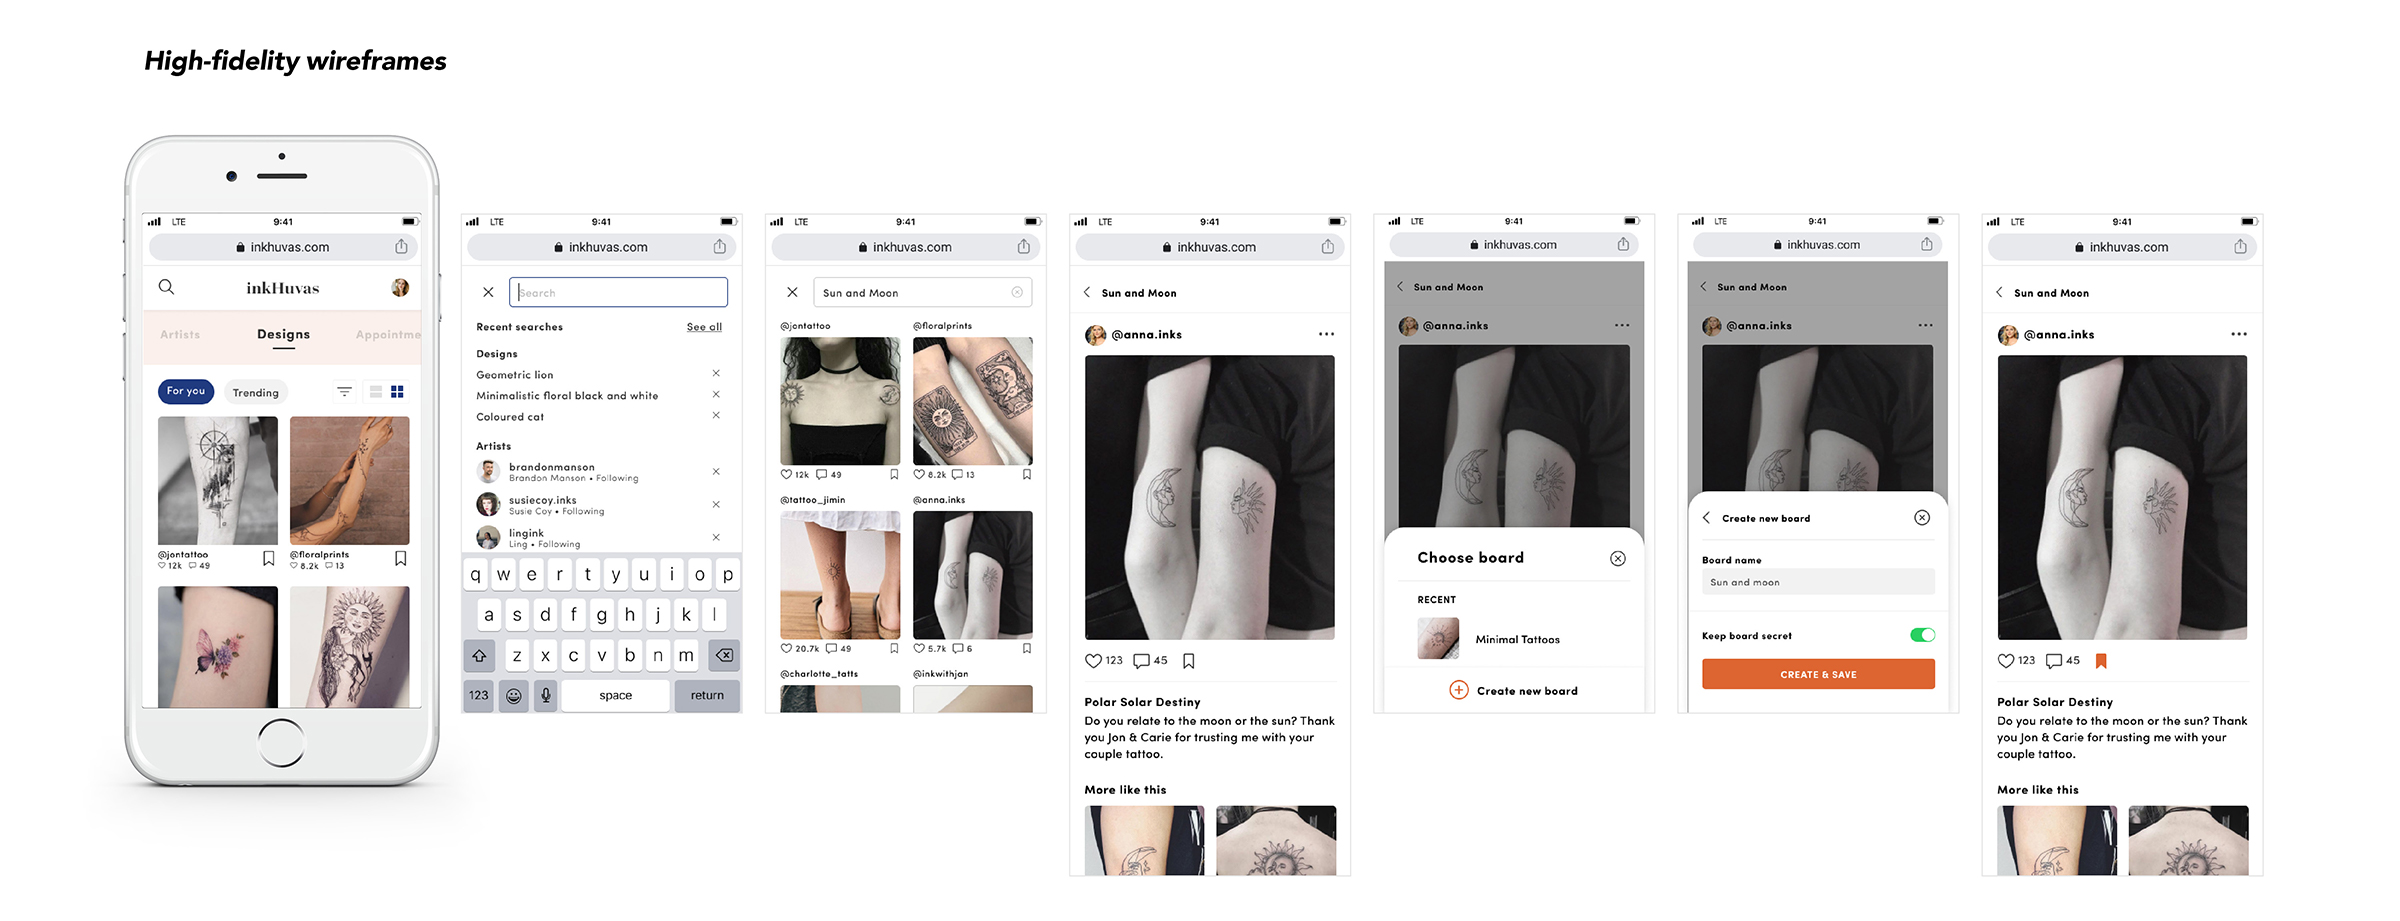 High-fidelity wireframes
LTE 9:41
inkhuvas.com
inkHuvas
Artists Designs Appointme
For you Trending
@jontattoo @floralprints
12k 49 8.2k 13
LTE 9:41
inkhuvas.com
Search
Recent searches See all
Designs
Geometric lion
Minimalistic floral black and white
Coloured cat
Artists
brandonmanson
Brandon Manson • Following
susiecoy.inks
Susie Coy • Following
lingink
Ling • Following
q w e r t y u i o p
a s d f g h j k l
z x c v b n m
123 space return
LTE 9:41
inkhuvas.com
Sun and Moon
@jontattoo @floralprints
12k 49 8.2k 13
@tattoo_jimin @anna.inks
20.7k 49 5.7k 6
@charlotte_tatts @inkwithjan
LTE 9:41
inkhuvas.com
Sun and Moon
@anna.inks
123 45
Polar Solar Destiny
Do you relate to the moon or the sun? Thank
you Jon & Carie for trusting me with your
couple tattoo.
More like this
LTE 9:41
inkhuvas.com
Sun and Moon
@anna.inks
Choose board
RECENT
Minimal Tattoos
Create new board
LTE 9:41
inkhuvas.com
Sun and Moon
@anna.inks
Create new board
Board name
Sun and moon
Keep board secret
CREATE & SAVE
LTE 9:41
inkhuvas.com
Sun and Moon
@anna.inks
123 45
Polar Solar Destiny
Do you relate to the moon or the sun? Thank
you Jon & Carie for trusting me with your
couple tattoo.
More like this